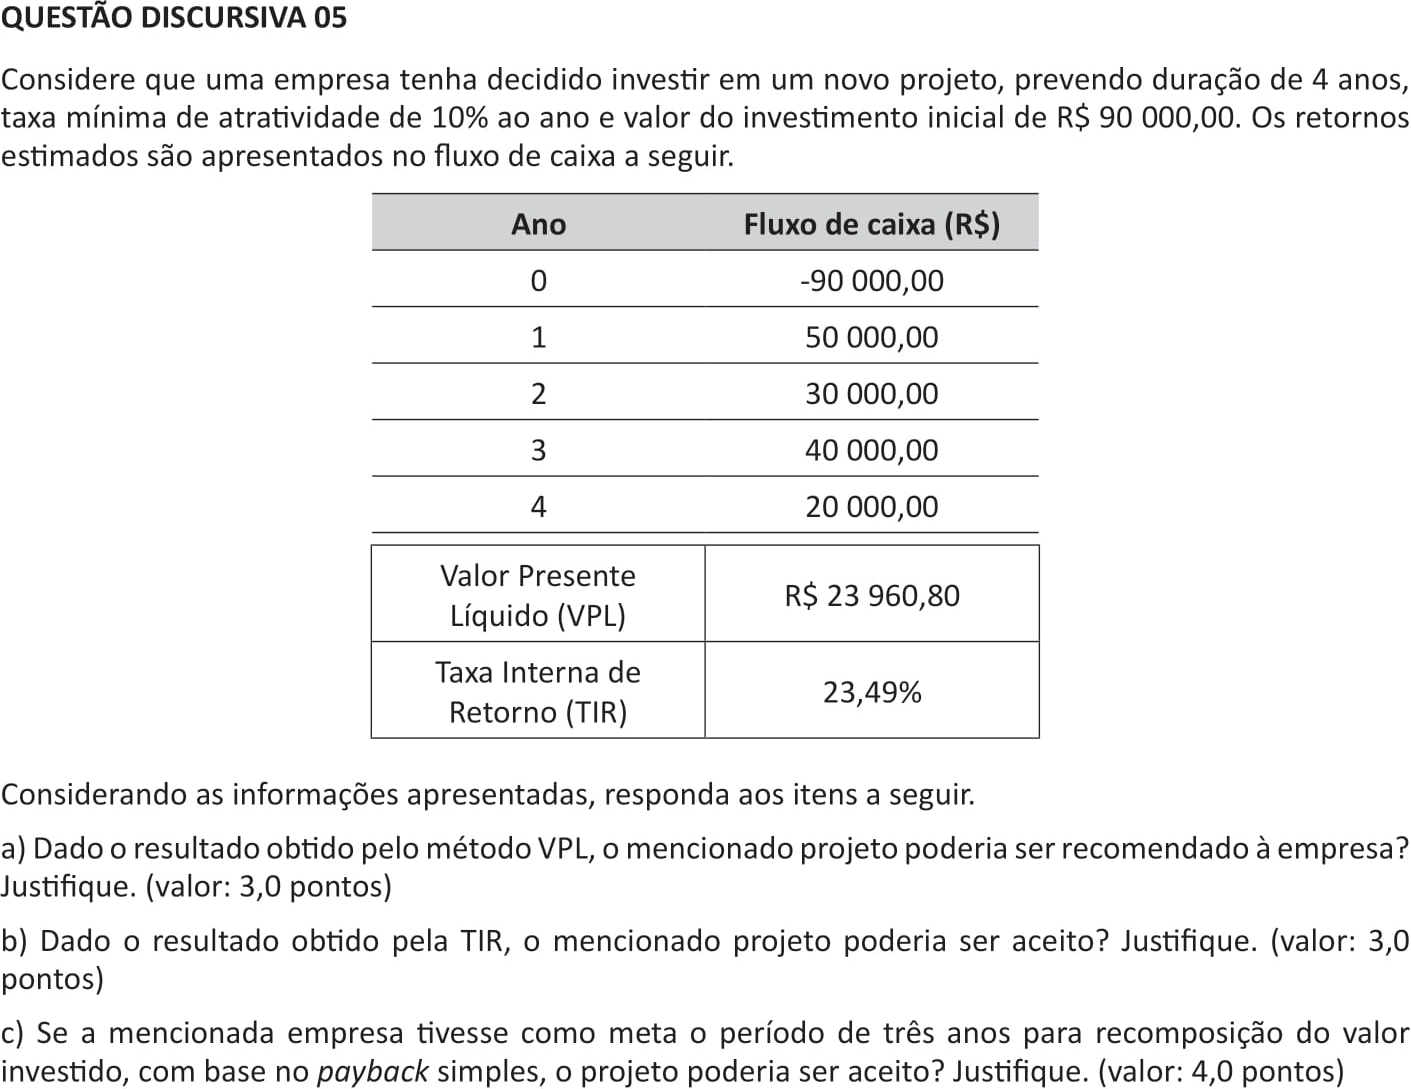 QUESTÃO DISCURSIVA 05
Considere que uma empresa tenha decidido investir em um novo projeto, prevendo duração de 4 anos,
taxa mínima de atratividade de 10% ao ano e valor do investimento inicial de R$ 90 000,00. Os retornos
estimados são apresentados no fluxo de caixa a seguir.
Ano Fluxo de caixa (R$)
0 -90 000,00
1 50 000,00
2 30 000,00
3 40 000,00
4 20 000,00
Valor Presente
Líquido (VPL) R$ 23 960,80
Taxa Interna de
Retorno (TIR) 23,49%
Considerando as informações apresentadas, responda aos itens a seguir.
a) Dado o resultado obtido pelo método VPL, o mencionado projeto poderia ser recomendado à empresa?
Justifique. (valor: 3,0 pontos)
b) Dado o resultado obtido pela TIR, o mencionado projeto poderia ser aceito? Justifique. (valor: 3,0
pontos)
c) Se a mencionada empresa tivesse como meta o período de três anos para recomposição do valor
investido, com base no payback simples, o projeto poderia ser aceito? Justifique. (valor: 4,0 pontos)